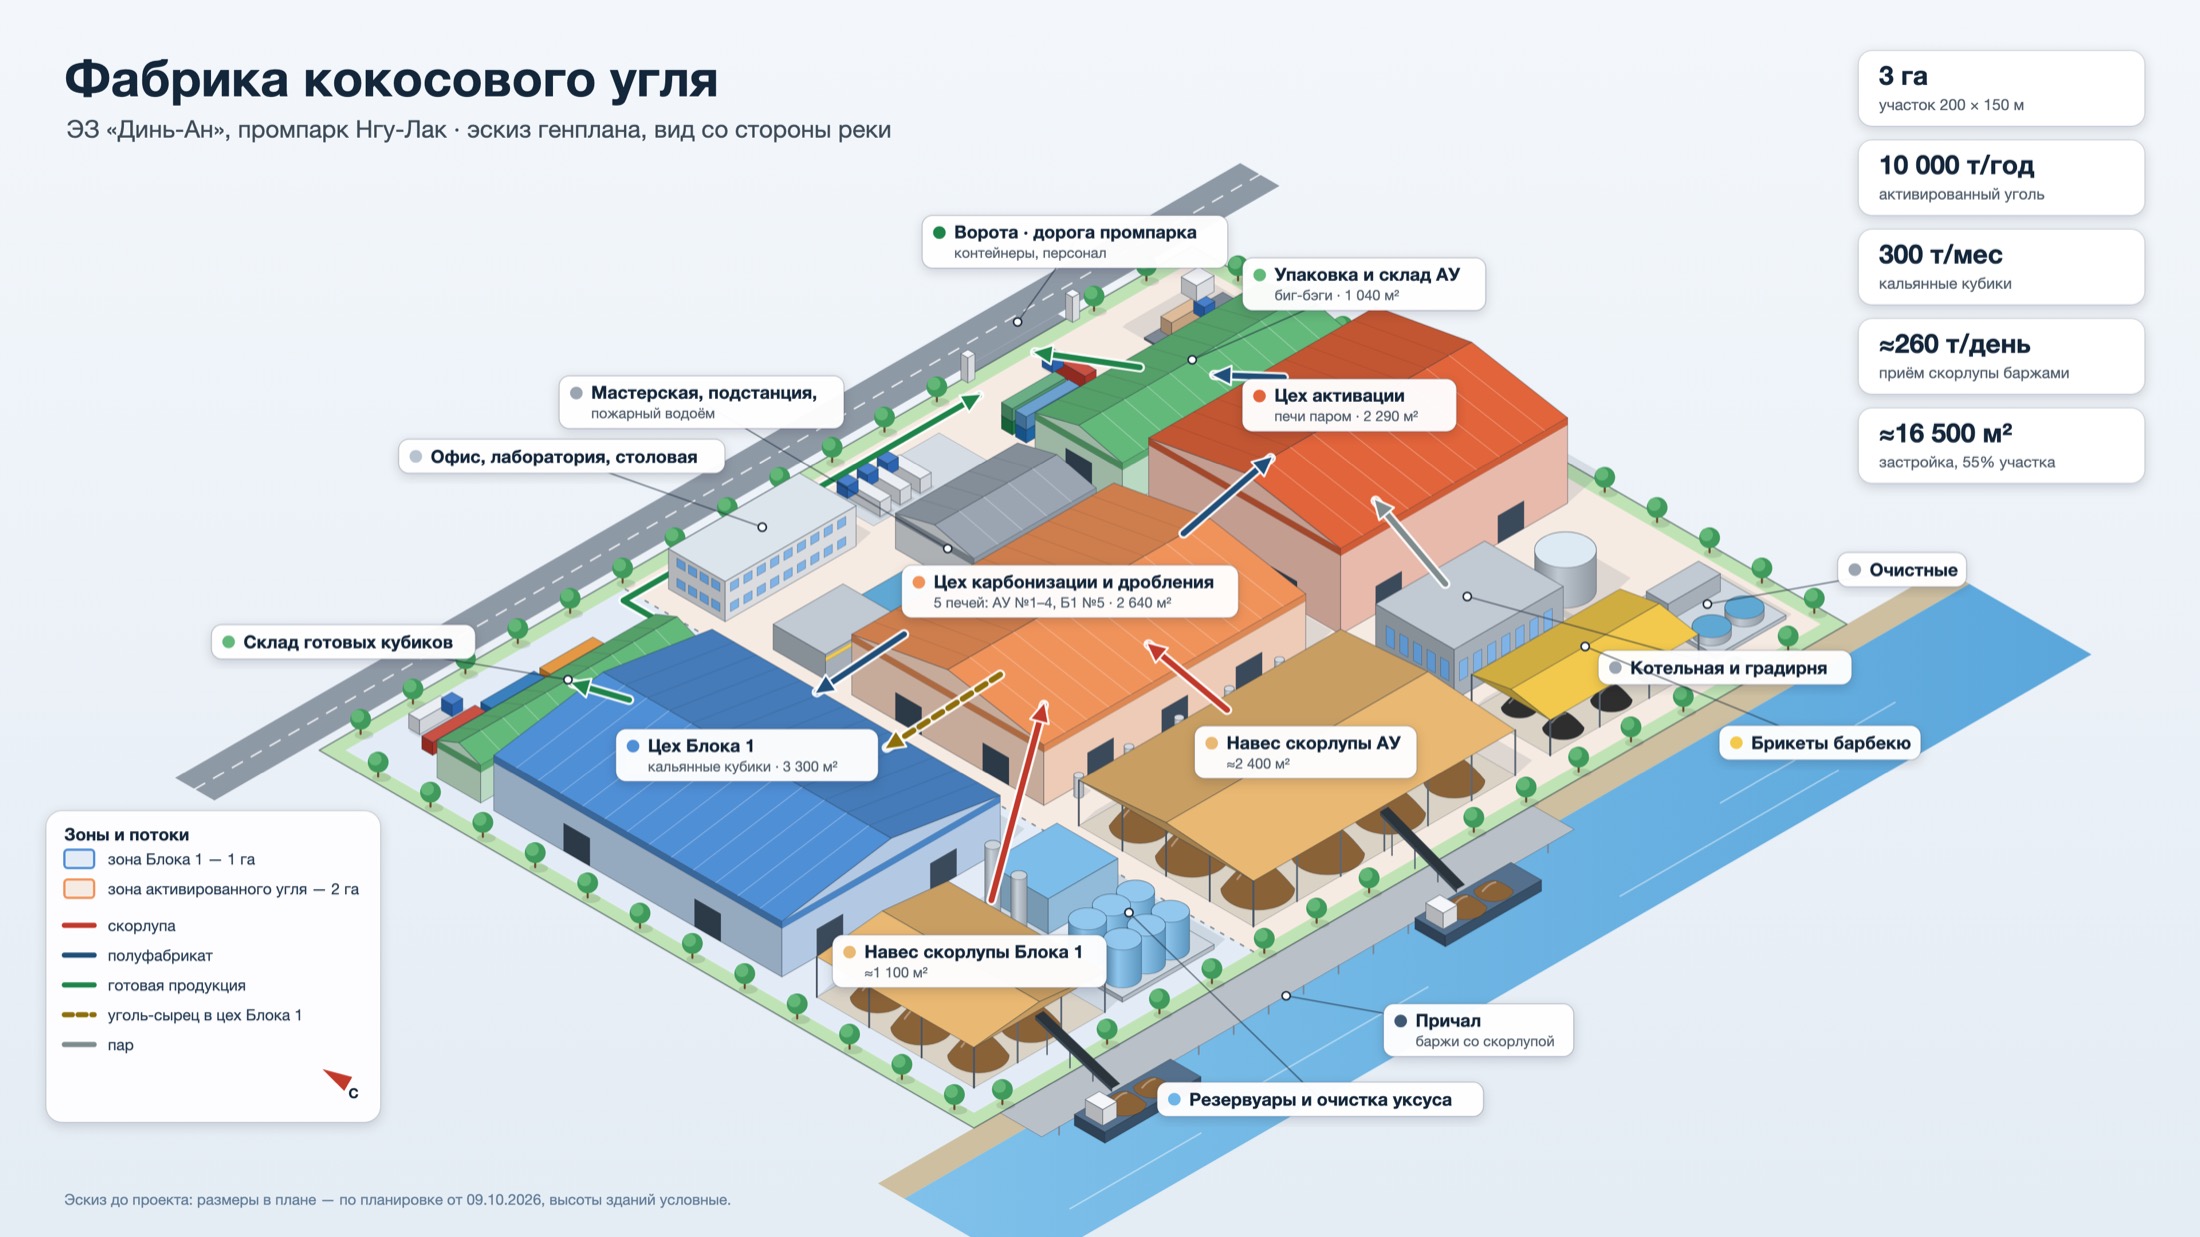 Фабрика кокосового угля
ЭЗ «Динь-Ан», промпарк Нгу-Лак · эскиз генплана, вид со стороны реки
3 га
участок 200 × 150 м
10 000 т/год
активированный уголь
300 т/мес
кальянные кубики
≈260 т/день
приём скорлупы баржами
≈16 500 м²
застройка, 55% участка
Ворота · дорога промпарка
контейнеры, персонал
Упаковка и склад АУ
биг-бэги · 1 040 м²
Мастерская, подстанция,
пожарный водоём
Цех активации
печи паром · 2 290 м²
Офис, лаборатория, столовая
Очистные
Цех карбонизации и дробления
5 печей: АУ №1–4, Б1 №5 · 2 640 м²
Склад готовых кубиков
Котельная и градирня
Цех Блока 1
кальянные кубики · 3 300 м²
Навес скорлупы АУ
≈2 400 м²
Брикеты барбекю
Навес скорлупы Блока 1
≈1 100 м²
Причал
баржи со скорлупой
Резервуары и очистка уксуса
Зоны и потоки
зона Блока 1 — 1 га
зона активированного угля — 2 га
скорлупа
полуфабрикат
готовая продукция
уголь-сырец в цех Блока 1
пар
С
Эскиз до проекта: размеры в плане — по планировке от 09.10.2026, высоты зданий условные.